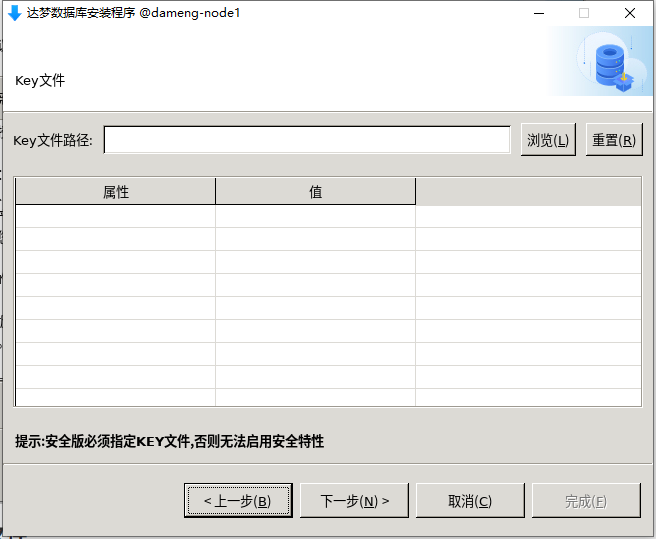 达梦数据库安装程序 @dameng-node1
Key文件
Key文件路径: 浏览(L) 重置(R)
属性 值
提示:安全版必须指定KEY文件,否则无法启用安全特性
< 上一步(B) 下一步(N) > 取消(C) 完成(F)